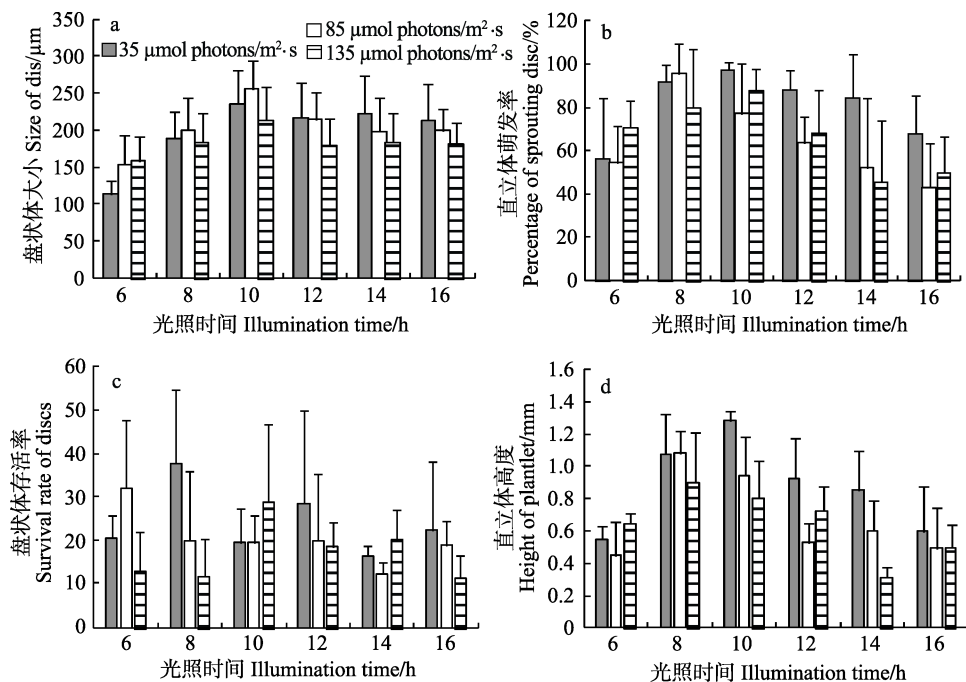 a
35 μmol photons/m²·s
85 μmol photons/m²·s
135 μmol photons/m²·s
盘状体大小 Size of dis/μm
350
300
250
200
150
100
50
0
6 8 10 12 14 16
光照时间 Illumination time/h
b
直立体萌发率
Percentage of sprouting disc/%
120
100
80
60
40
20
0
6 8 10 12 14 16
光照时间 Illumination time/h
c
盘状体存活率
Survival rate of discs
60
50
40
30
20
10
0
6 8 10 12 14 16
光照时间 Illumination time/h
d
直立体高度
Height of plantlet/mm
1.6
1.4
1.2
1.0
0.8
0.6
0.4
0.2
0
6 8 10 12 14 16
光照时间 Illumination time/h